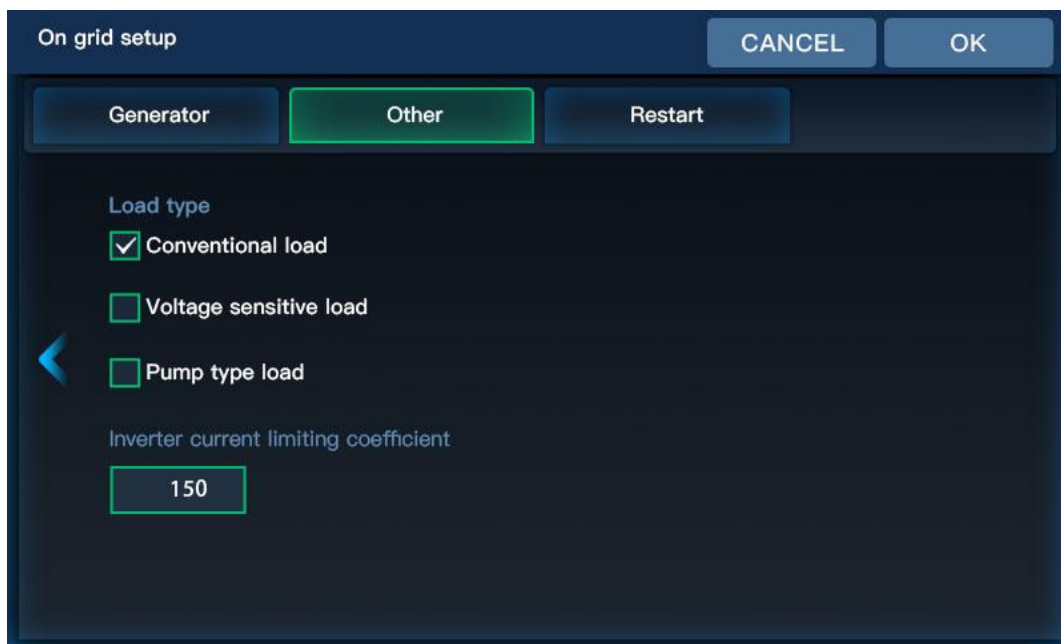 On grid setup
CANCEL
OK
Generator
Other
Restart
Load type
Conventional load
Voltage sensitive load
Pump type load
Inverter current limiting coefficient
150